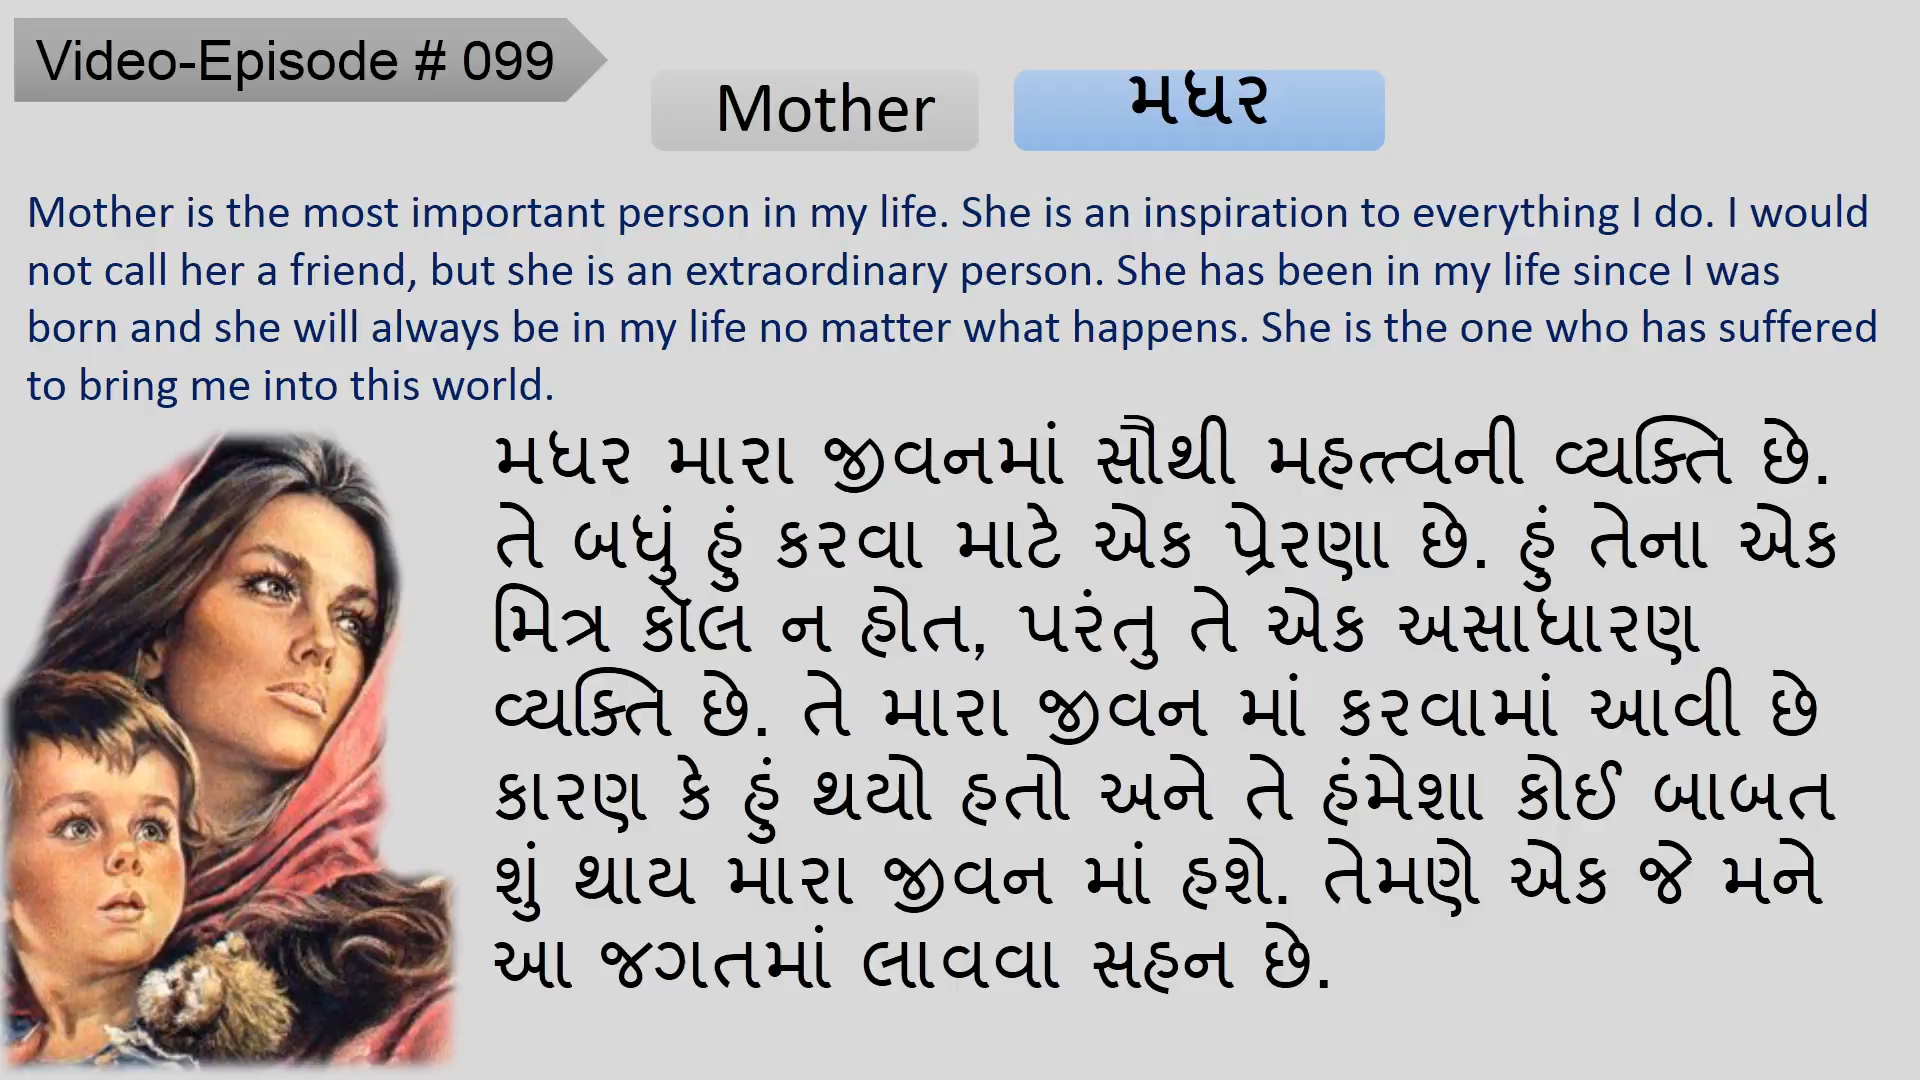 Video-Episode # 099
Mother
મધર
Mother is the most important person in my life. She is an inspiration to everything I do. I would
not call her a friend, but she is an extraordinary person. She has been in my life since I was
born and she will always be in my life no matter what happens. She is the one who has suffered
to bring me into this world.
મધર મારા જીવનમાં સૌથી મહત્ત્વની વ્યક્તિ છે.
તે બધું હું કરવા માટે એક પ્રેરણા છે. હું તેના એક
મિત્ર કૉલ ન હોત, પરંતુ તે એક અસાધારણ
વ્યક્તિ છે. તે મારા જીવન માં કરવામાં આવી છે
કારણ કે હું થયો હતો અને તે હંમેશા કોઈ બાબત
શું થાય મારા જીવન માં હશે. તેમણે એક જે મને
આ જગતમાં લાવવા સહન છે.